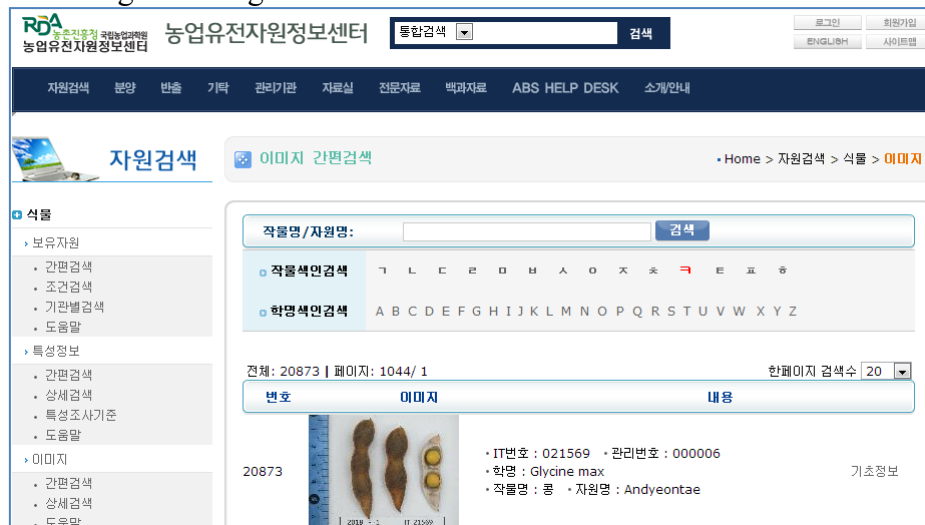 RDA 농촌진흥청 국립농업과학원
농업유전자원정보센터 농업유전자원정보센터 통합검색 검색 로그인 회원가입
ENGLISH 사이트맵
자원검색 분양 반출 기탁 관리기관 자료실 전문자료 백과자료 ABS HELP DESK 소개/안내
자원검색 이미지 간편검색 • Home > 자원검색 > 식물 > 이미지
식물
작물명/자원명: 검색
› 보유자원
• 간편검색
작물색인검색 ㄱ ㄴ ㄷ ㄹ ㅁ ㅂ ㅅ ㅇ ㅈ ㅊ ㅋ ㅌ ㅍ ㅎ
• 조건검색
• 기관별검색
학명색인검색 A B C D E F G H I J K L M N O P Q R S T U V W X Y Z
• 도움말
› 특성정보
• 간편검색
전체: 20873 | 페이지: 1044/ 1 한페이지 검색수 20
• 상세검색
번호 이미지 내용
• 특성조사기준
• 도움말
› 이미지
• IT번호 : 021569 • 관리번호 : 000006
20873 • 학명 : Glycine max 기초정보
• 작물명 : 콩 • 자원명 : Andyeontae
• 간편검색
• 상세검색
• 도움말
IT 21569